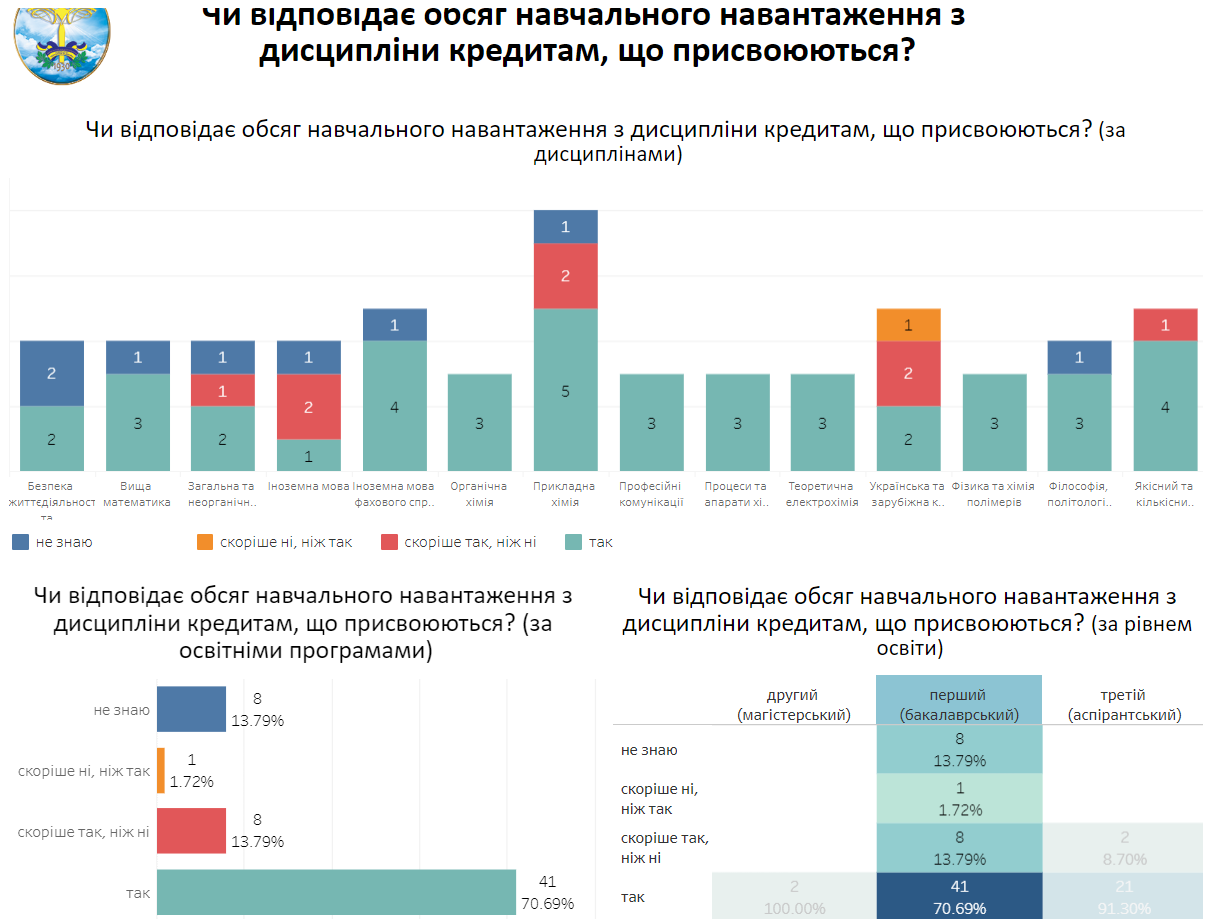 1930
Чи відповідає обсяг навчального навантаження з
дисципліни кредитам, що присвоюються?
Чи відповідає обсяг навчального навантаження з дисципліни кредитам, що присвоюються? (за
дисциплінами)
1
2
5
1
4
1
2
2
1
4
2
2
1
3
1
1
2
1
2
1
3
3
3
3
3
1
3
Безпека
життєдіяльност
та
Вища
математика
Загальна та
неорганічн..
Іноземна мова
Іноземна мова
фахового спр..
Органічна
хімія
Прикладна
хімія
Професійні
комунікації
Процеси та
апарати хі..
Теоретична
електрохімія
Українська та
зарубіжна к..
Фізика та хімія
полімерів
Філософія,
політологі..
Якісний та
кількісни..
не знаю
скоріше ні, ніж так
скоріше так, ніж ні
так
Чи відповідає обсяг навчального навантаження з
дисципліни кредитам, що присвоюються? (за
освітніми програмами)
не знаю
8
13.79%
скоріше ні, ніж так
1
1.72%
скоріше так, ніж ні
8
13.79%
так
41
70.69%
Чи відповідає обсяг навчального навантаження з
дисципліни кредитам, що присвоюються? (за рівнем
освіти)
другий
(магістерський)
перший
(бакалаврський)
третій
(аспірантський)
не знаю
8
13.79%
скоріше ні,
ніж так
1
1.72%
скоріше так,
ніж ні
8
13.79%
2
8.70%
так
2
100.00%
41
70.69%
21
91.30%